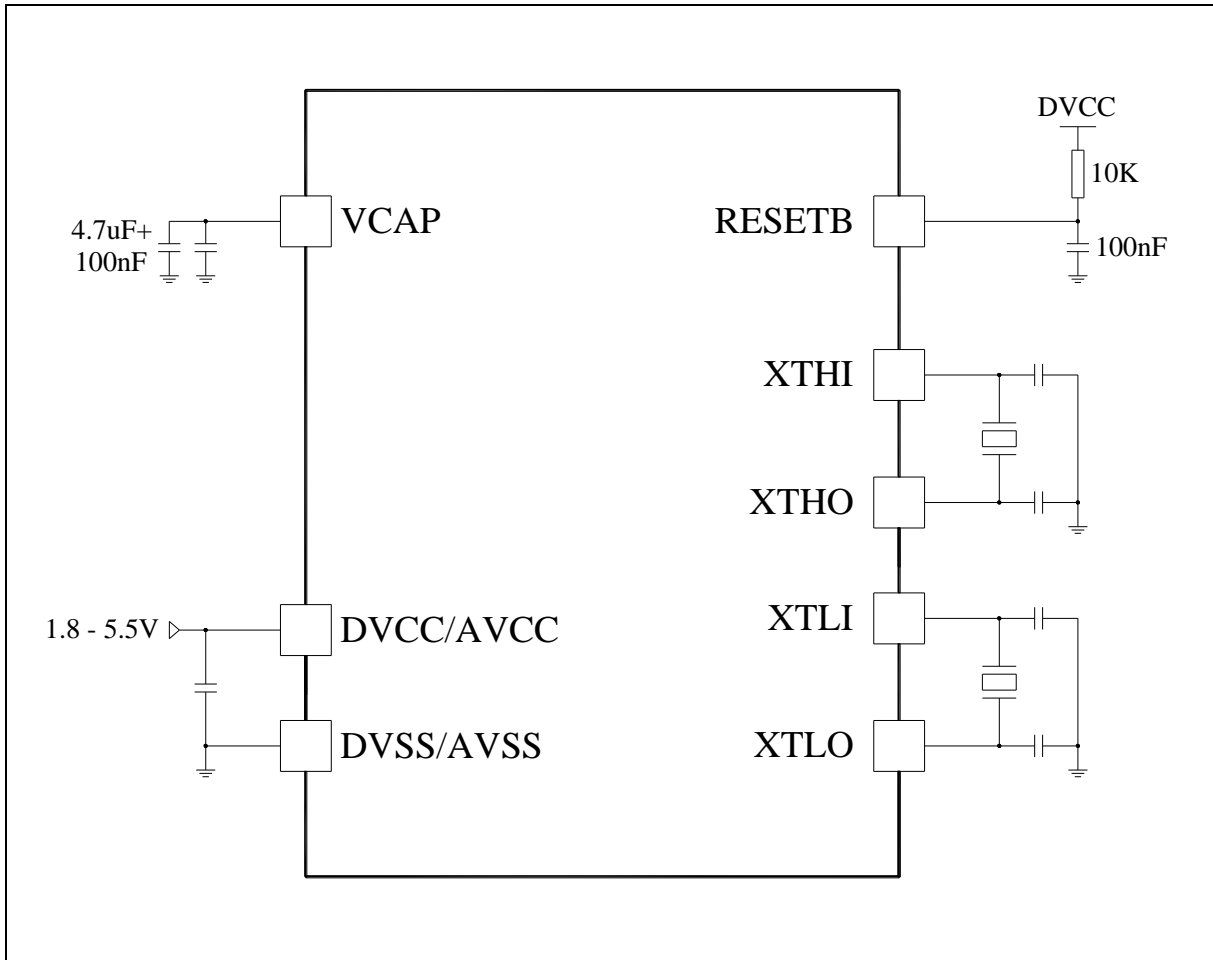 DVCC
10K
4.7uF+
100nF
VCAP
RESETB
100nF
XTHI
XTHO
1.8 - 5.5V
DVCC/AVCC
XTLI
DVSS/AVSS
XTLO